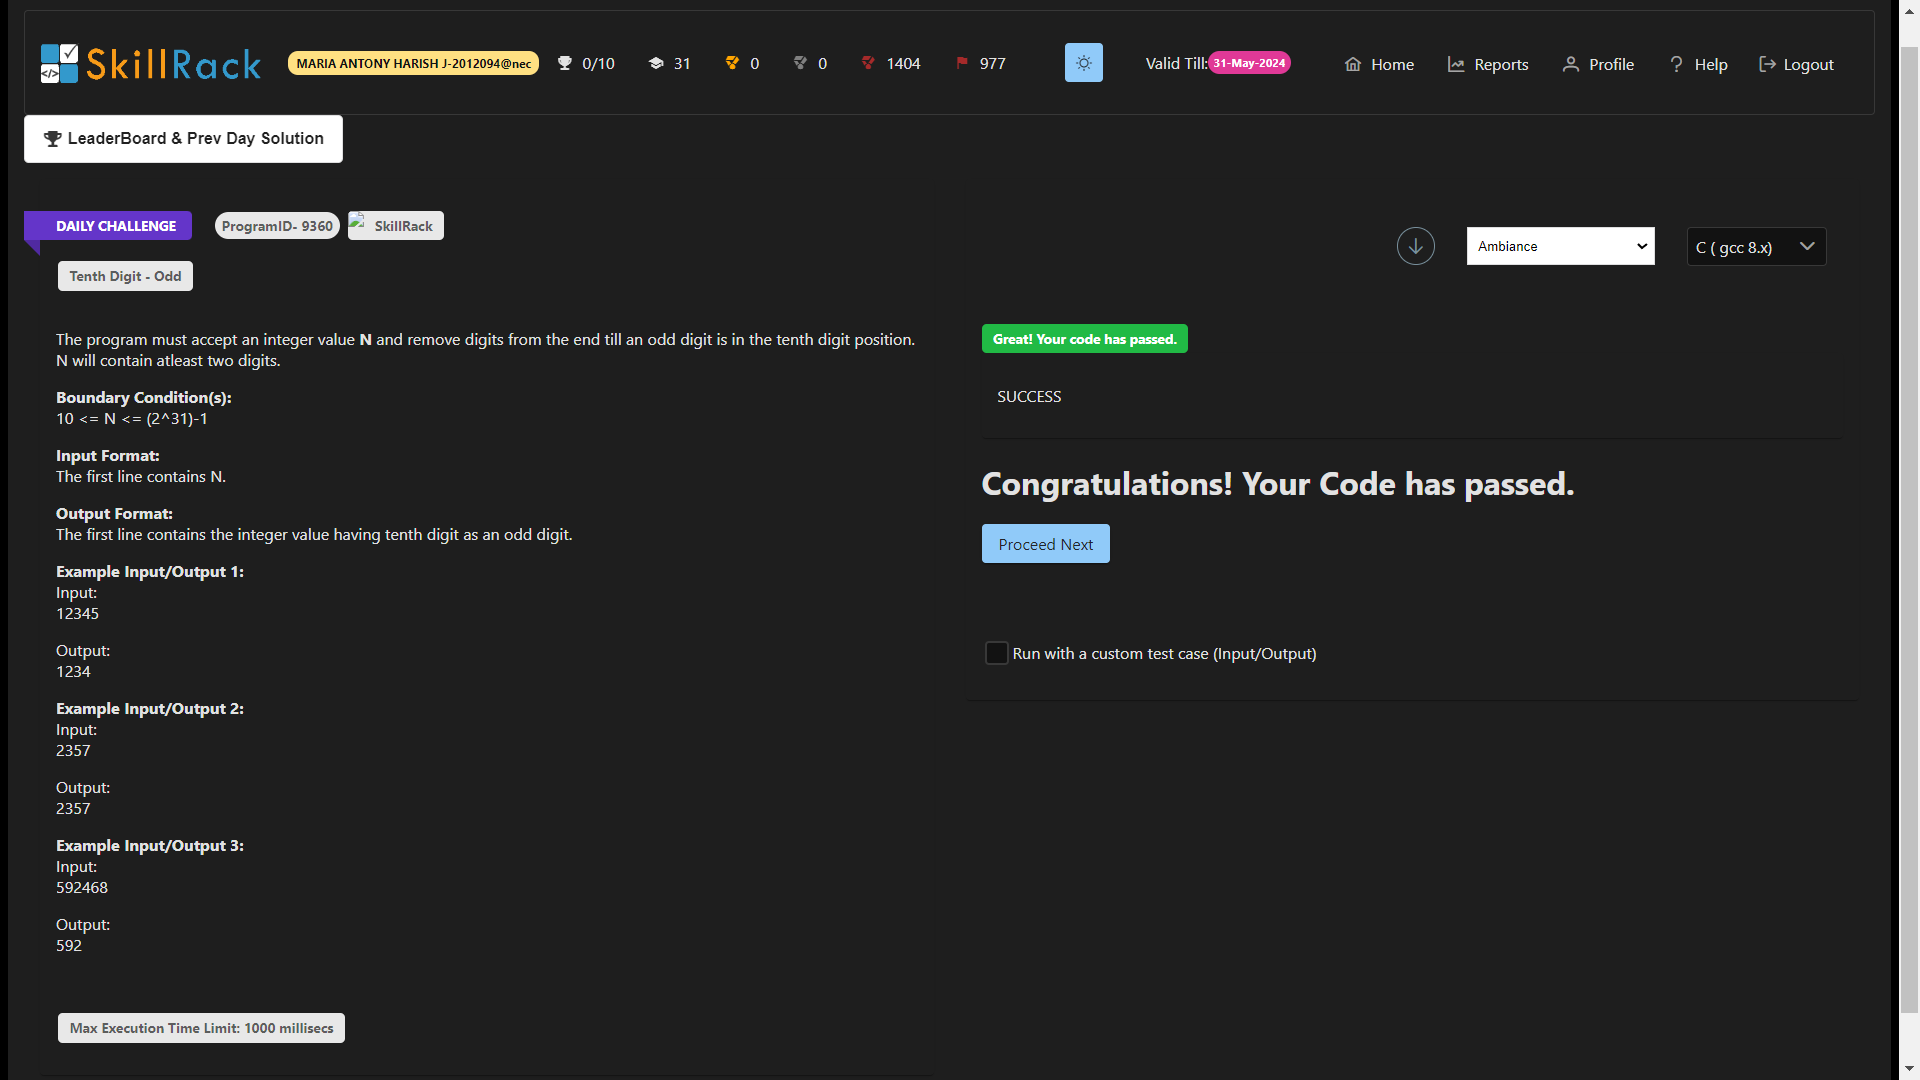 SkillRack
MARIA ANTONY HARISH J-2012094@nec
0/10
31
0
0
1404
977
Valid Till:31-May-2024
Home
Reports
Profile
? Help
Logout
LeaderBoard & Prev Day Solution
DAILY CHALLENGE
ProgramID- 9360
SkillRack
Ambiance
C ( gcc 8.x)
Tenth Digit - Odd
The program must accept an integer value N and remove digits from the end till an odd digit is in the tenth digit position.
N will contain atleast two digits.
Boundary Condition(s):
10 <= N <= (2^31)-1
Input Format:
The first line contains N.
Output Format:
The first line contains the integer value having tenth digit as an odd digit.
Example Input/Output 1:
Input:
12345
Output:
1234
Example Input/Output 2:
Input:
2357
Output:
2357
Example Input/Output 3:
Input:
592468
Output:
592
Max Execution Time Limit: 1000 millisecs
Great! Your code has passed.
SUCCESS
Congratulations! Your Code has passed.
Proceed Next
Run with a custom test case (Input/Output)